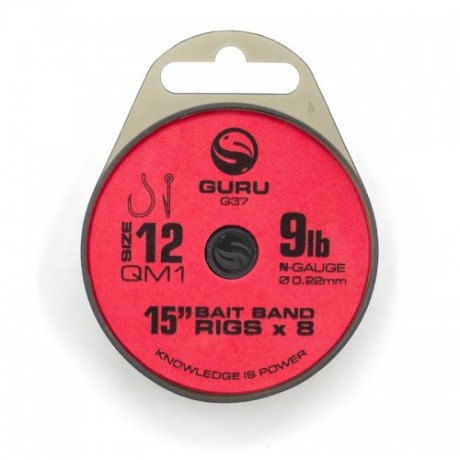 GURU
G37
SIZE 12
QM1
9lb
N-GAUGE
Ø 0.22mm
15" BAIT BAND
RIGS x 8
KNOWLEDGE IS POWER